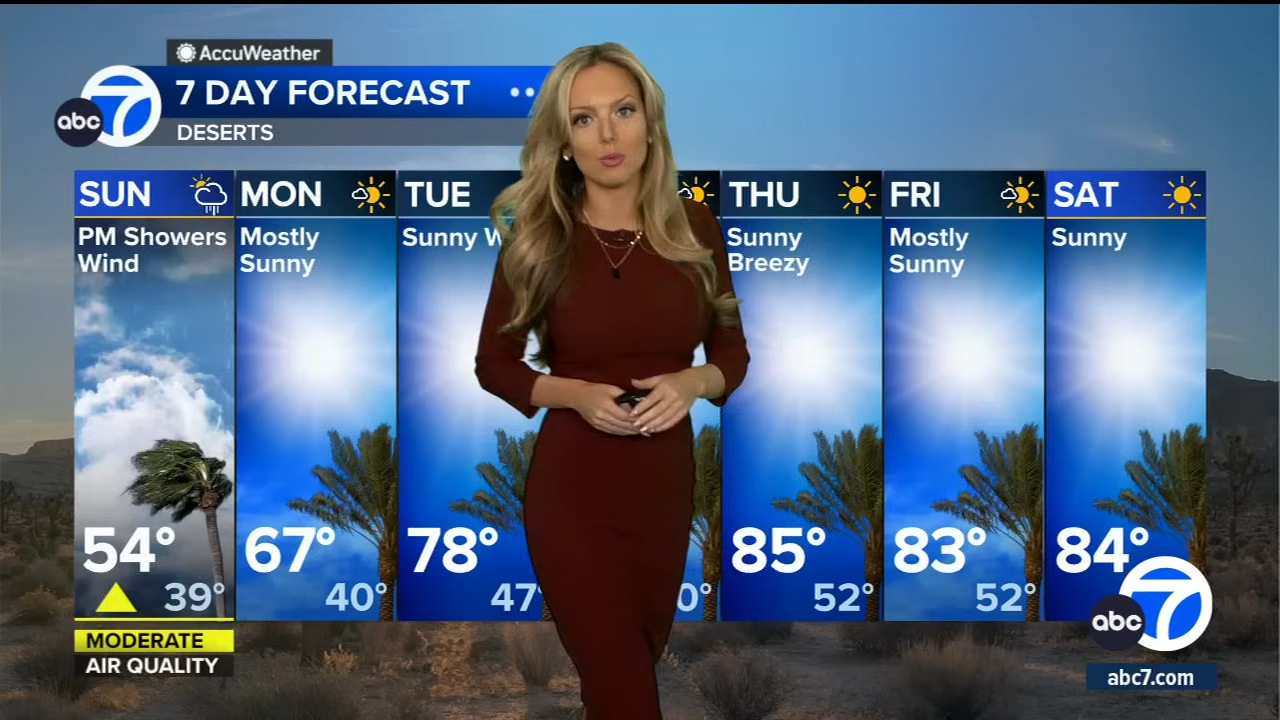 AccuWeather
abc 7
7 DAY FORECAST
DESERTS
SUN
PM Showers
Wind
54°
39°
MODERATE
AIR QUALITY
MON
Mostly
Sunny
67°
40°
TUE
Sunny
78°
47°
THU
Sunny
Breezy
85°
52°
FRI
Mostly
Sunny
83°
52°
SAT
Sunny
84°
abc 7
abc7.com